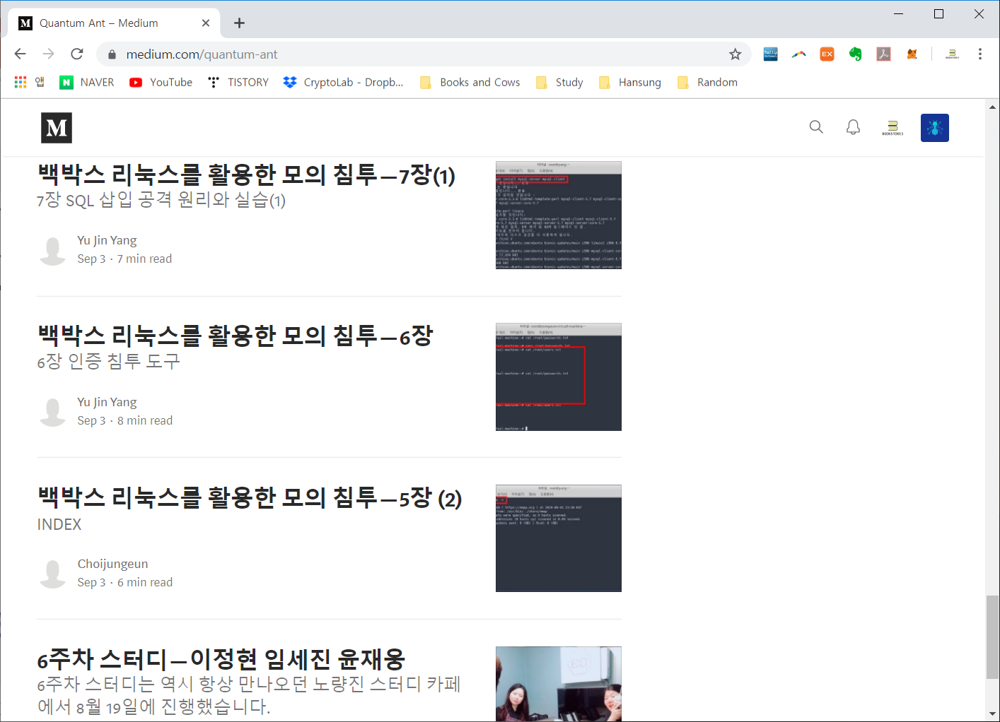 Quantum Ant – Medium
medium.com/quantum-ant
앱 NAVER YouTube TISTORY CryptoLab - Dropb... Books and Cows Study Hansung Random
M
BOOKSTORE3
백박스 리눅스를 활용한 모의 침투—7장(1)
7장 SQL 삽입 공격 원리와 실습(1)
Yu Jin Yang
Sep 3 · 7 min read
백박스 리눅스를 활용한 모의 침투—6장
6장 인증 침투 도구
Yu Jin Yang
Sep 3 · 8 min read
백박스 리눅스를 활용한 모의 침투—5장 (2)
INDEX
Choijungeun
Sep 3 · 6 min read
6주차 스터디—이정현 임세진 윤재웅
6주차 스터디는 역시 항상 만나오던 노량진 스터디 카페
에서 8월 19일에 진행했습니다.